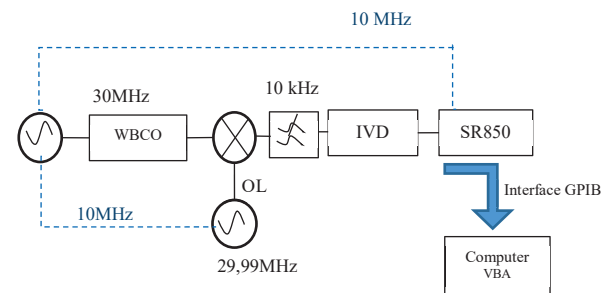 10 MHz
30MHz
10 kHz
WBCO
IVD
SR850
OL
10MHz
Interface GPIB
29,99MHz
Computer
VBA